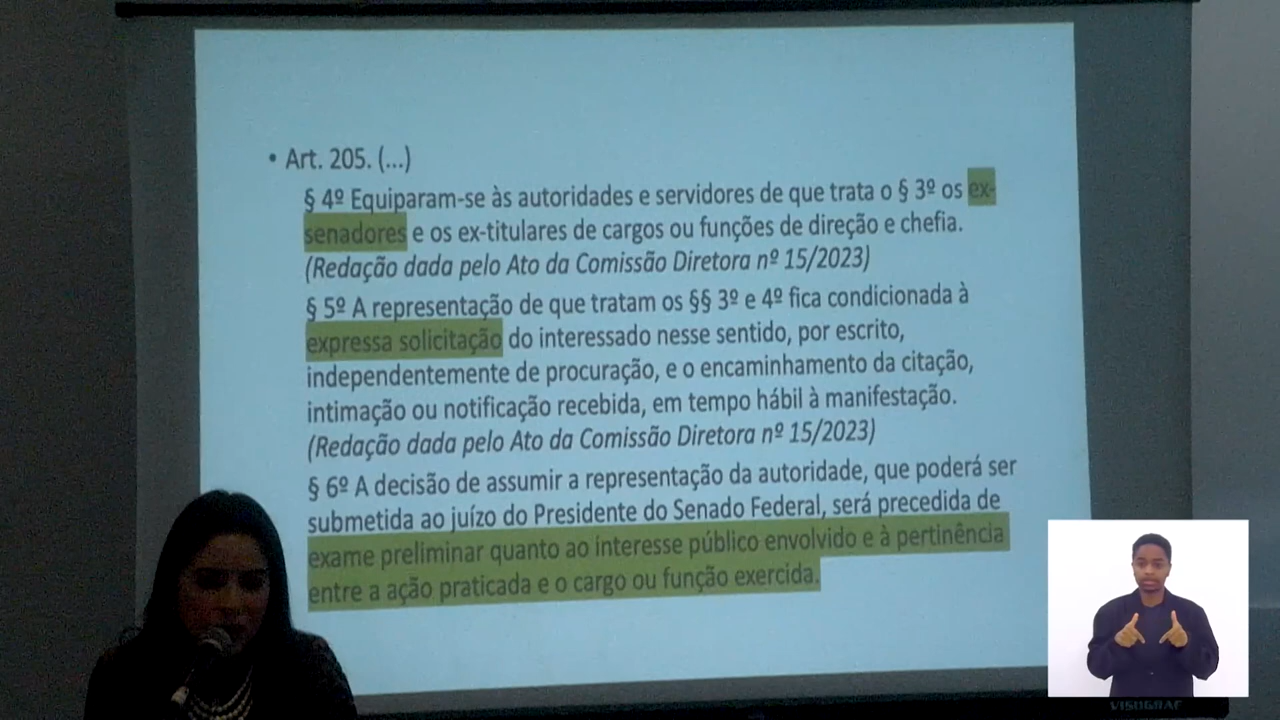 • Art. 205. (...)
§ 4º Equiparam-se às autoridades e servidores de que trata o § 3º os ex-
senadores e os ex-titulares de cargos ou funções de direção e chefia.
(Redação dada pelo Ato da Comissão Diretora nº 15/2023)
§ 5º A representação de que tratam os §§ 3º e 4º fica condicionada à
expressa solicitação do interessado nesse sentido, por escrito,
independentemente de procuração, e o encaminhamento da citação,
intimação ou notificação recebida, em tempo hábil à manifestação.
(Redação dada pelo Ato da Comissão Diretora nº 15/2023)
§ 6º A decisão de assumir a representação da autoridade, que poderá ser
submetida ao juízo do Presidente do Senado Federal, será precedida de
exame preliminar quanto ao interesse público envolvido e à pertinência
entre a ação praticada e o cargo ou função exercida.
VISOGRAF